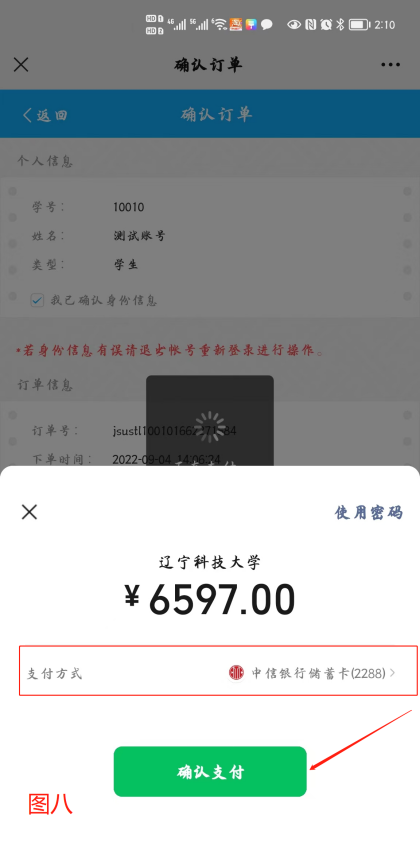 2:10
确认订单
返回
确认订单
个人信息
学号： 10010
姓名： 测试账号
类型： 学生
我已确认身份信息
*若身份信息有误请退出帐号重新登录进行操作。
订单信息
订单号：
下单时间： 2022-09-04 14:06:24
使用密码
辽宁科技大学
¥6597.00
支付方式 中信银行储蓄卡(2288)
确认支付
图八